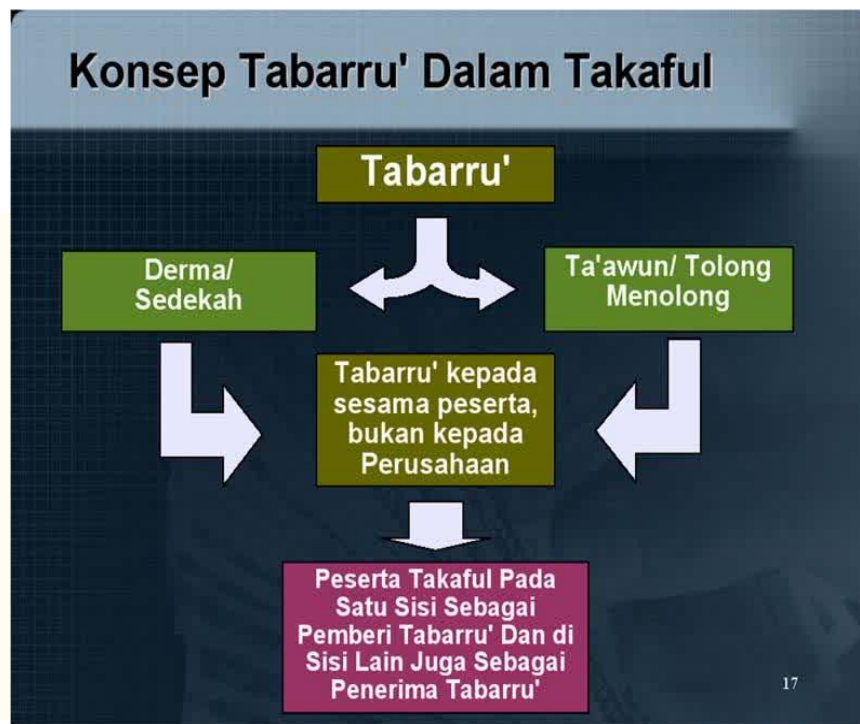 Konsep Tabarru' Dalam Takaful
Tabarru'
Derma/
Sedekah
Ta'awun/ Tolong
Menolong
Tabarru' kepada
sesama peserta,
bukan kepada
Perusahaan
Peserta Takaful Pada
Satu Sisi Sebagai
Pemberi Tabarru' Dan di
Sisi Lain Juga Sebagai
Penerima Tabarru'
17